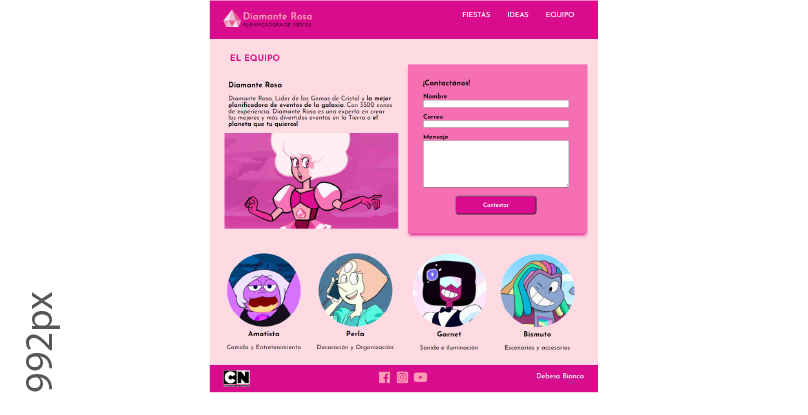 Diamante Rosa
PLANIFICADORA DE FIESTAS
FIESTAS IDEAS EQUIPO
EL EQUIPO
Diamante Rosa
Diamante Rosa, Lider de las Gemas de Cristal y la mejor
planificadora de eventos de la galaxia. Con 3500 eones
de experiencia, Diamante Rosa es una experta en crear
los mejores y más divertidos eventos en la Tierra o el
planeta que tu quieras!
¡Contactános!
Nombre
Correo
Mensaje
Contestar
Amatista
Comida y Entretenimiento
Perla
Decoración y Organización
Garnet
Sonido e iluminación
Bismuto
Escenarios y accesorios
CN
Debesa Bianca
992px